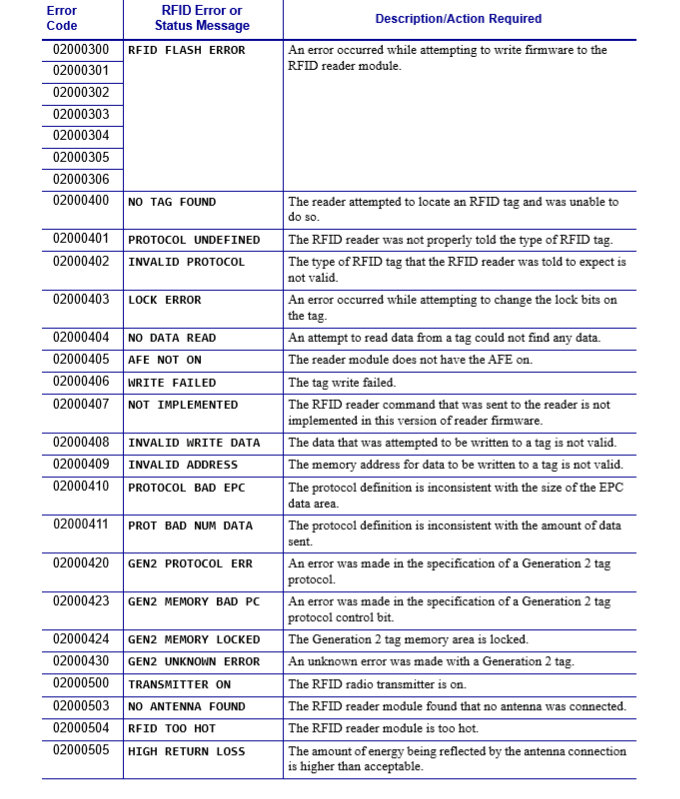 Error Code
RFID Error or Status Message
Description/Action Required
02000300
RFID FLASH ERROR
An error occurred while attempting to write firmware to the
RFID reader module.
02000301
02000302
02000303
02000304
02000305
02000306
02000400
NO TAG FOUND
The reader attempted to locate an RFID tag and was unable to
do so.
02000401
PROTOCOL UNDEFINED
The RFID reader was not properly told the type of RFID tag.
02000402
INVALID PROTOCOL
The type of RFID tag that the RFID reader was told to expect is
not valid.
02000403
LOCK ERROR
An error occurred while attempting to change the lock bits on
the tag.
02000404
NO DATA READ
An attempt to read data from a tag could not find any data.
02000405
AFE NOT ON
The reader module does not have the AFE on.
02000406
WRITE FAILED
The tag write failed.
02000407
NOT IMPLEMENTED
The RFID reader command that was sent to the reader is not
implemented in this version of reader firmware.
02000408
INVALID WRITE DATA
The data that was attempted to be written to a tag is not valid.
02000409
INVALID ADDRESS
The memory address for data to be written to a tag is not valid.
02000410
PROTOCOL BAD EPC
The protocol definition is inconsistent with the size of the EPC
data area.
02000411
PROT BAD NUM DATA
The protocol definition is inconsistent with the amount of data
sent.
02000420
GEN2 PROTOCOL ERR
An error was made in the specification of a Generation 2 tag
protocol.
02000423
GEN2 MEMORY BAD PC
An error was made in the specification of a Generation 2 tag
protocol control bit.
02000424
GEN2 MEMORY LOCKED
The Generation 2 tag memory area is locked.
02000430
GEN2 UNKNOWN ERROR
An unknown error was made with a Generation 2 tag.
02000500
TRANSMITTER ON
The RFID radio transmitter is on.
02000503
NO ANTENNA FOUND
The RFID reader module found that no antenna was connected.
02000504
RFID TOO HOT
The RFID reader module is too hot.
02000505
HIGH RETURN LOSS
The amount of energy being reflected by the antenna connection
is higher than acceptable.